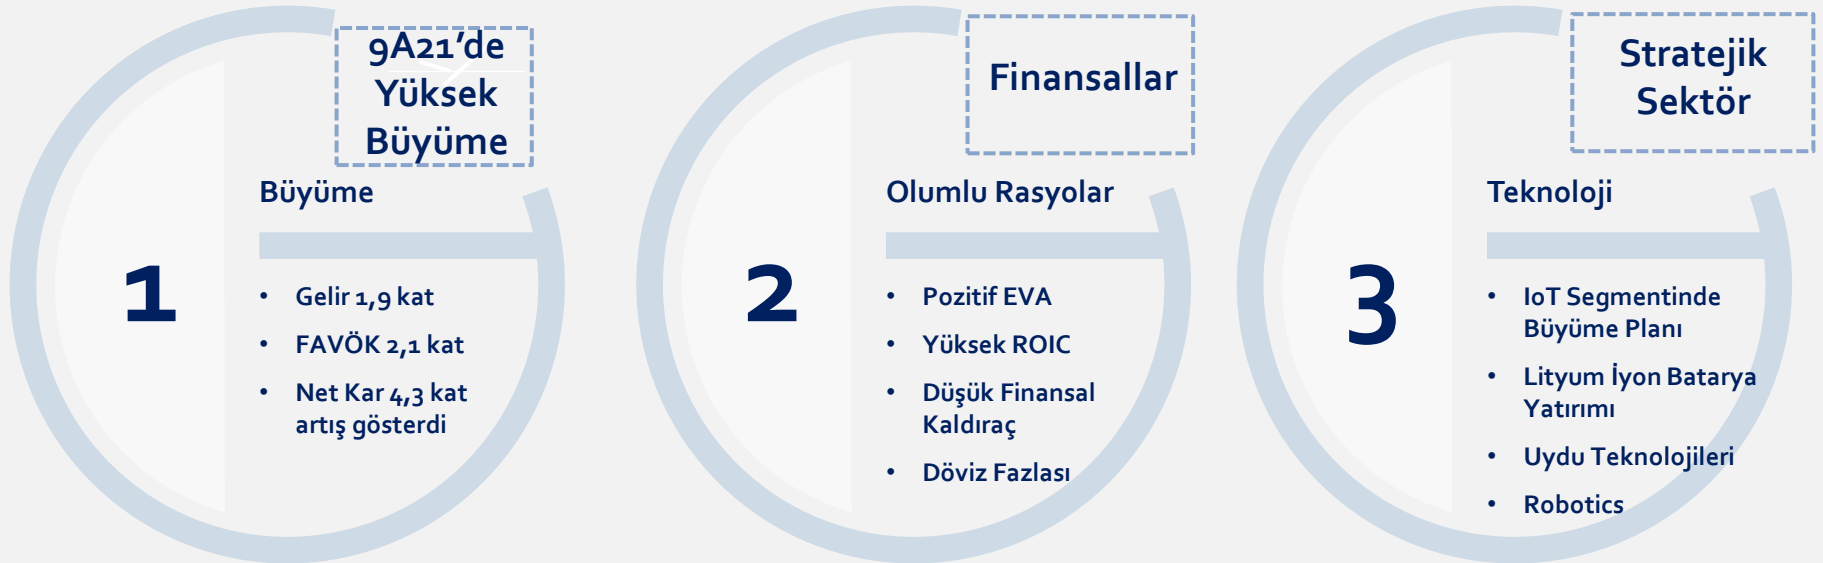 9A21’de
Yüksek
Büyüme
Büyüme
1
• Gelir 1,9 kat
• FAVÖK 2,1 kat
• Net Kar 4,3 kat
artış gösterdi
Finansallar
Olumlu Rasyolar
2
• Pozitif EVA
• Yüksek ROIC
• Düşük Finansal
Kaldıraç
• Döviz Fazlası
Stratejik
Sektör
Teknoloji
3
• IoT Segmentinde
Büyüme Planı
• Lityum İyon Batarya
Yatırımı
• Uydu Teknolojileri
• Robotics